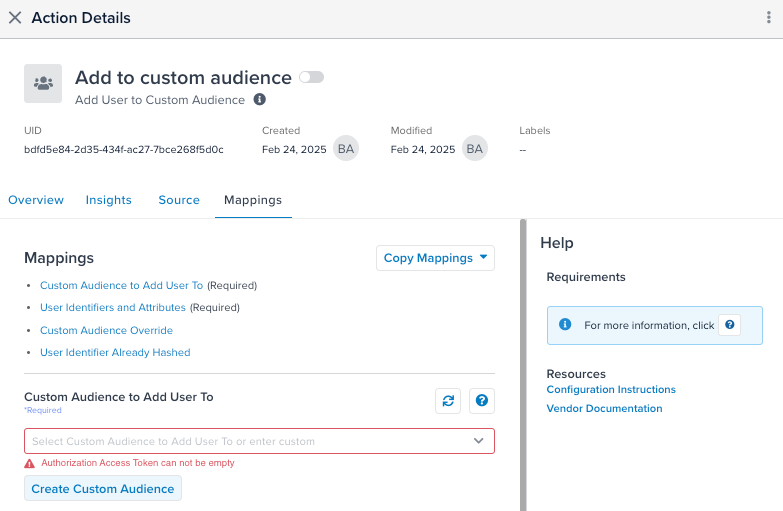 Action Details
Add to custom audience
Add User to Custom Audience
UID
Created
Modified
Labels
bdfd5e84-2d35-434f-ac27-7bce268f5d0c
Feb 24, 2025
BA
Feb 24, 2025
BA
--
Overview
Insights
Source
Mappings
Mappings
Copy Mappings
• Custom Audience to Add User To (Required)
• User Identifiers and Attributes (Required)
• Custom Audience Override
• User Identifier Already Hashed
Custom Audience to Add User To
*Required
Select Custom Audience to Add User To or enter custom
Authorization Access Token can not be empty
Create Custom Audience
Help
Requirements
For more information, click
Resources
Configuration Instructions
Vendor Documentation